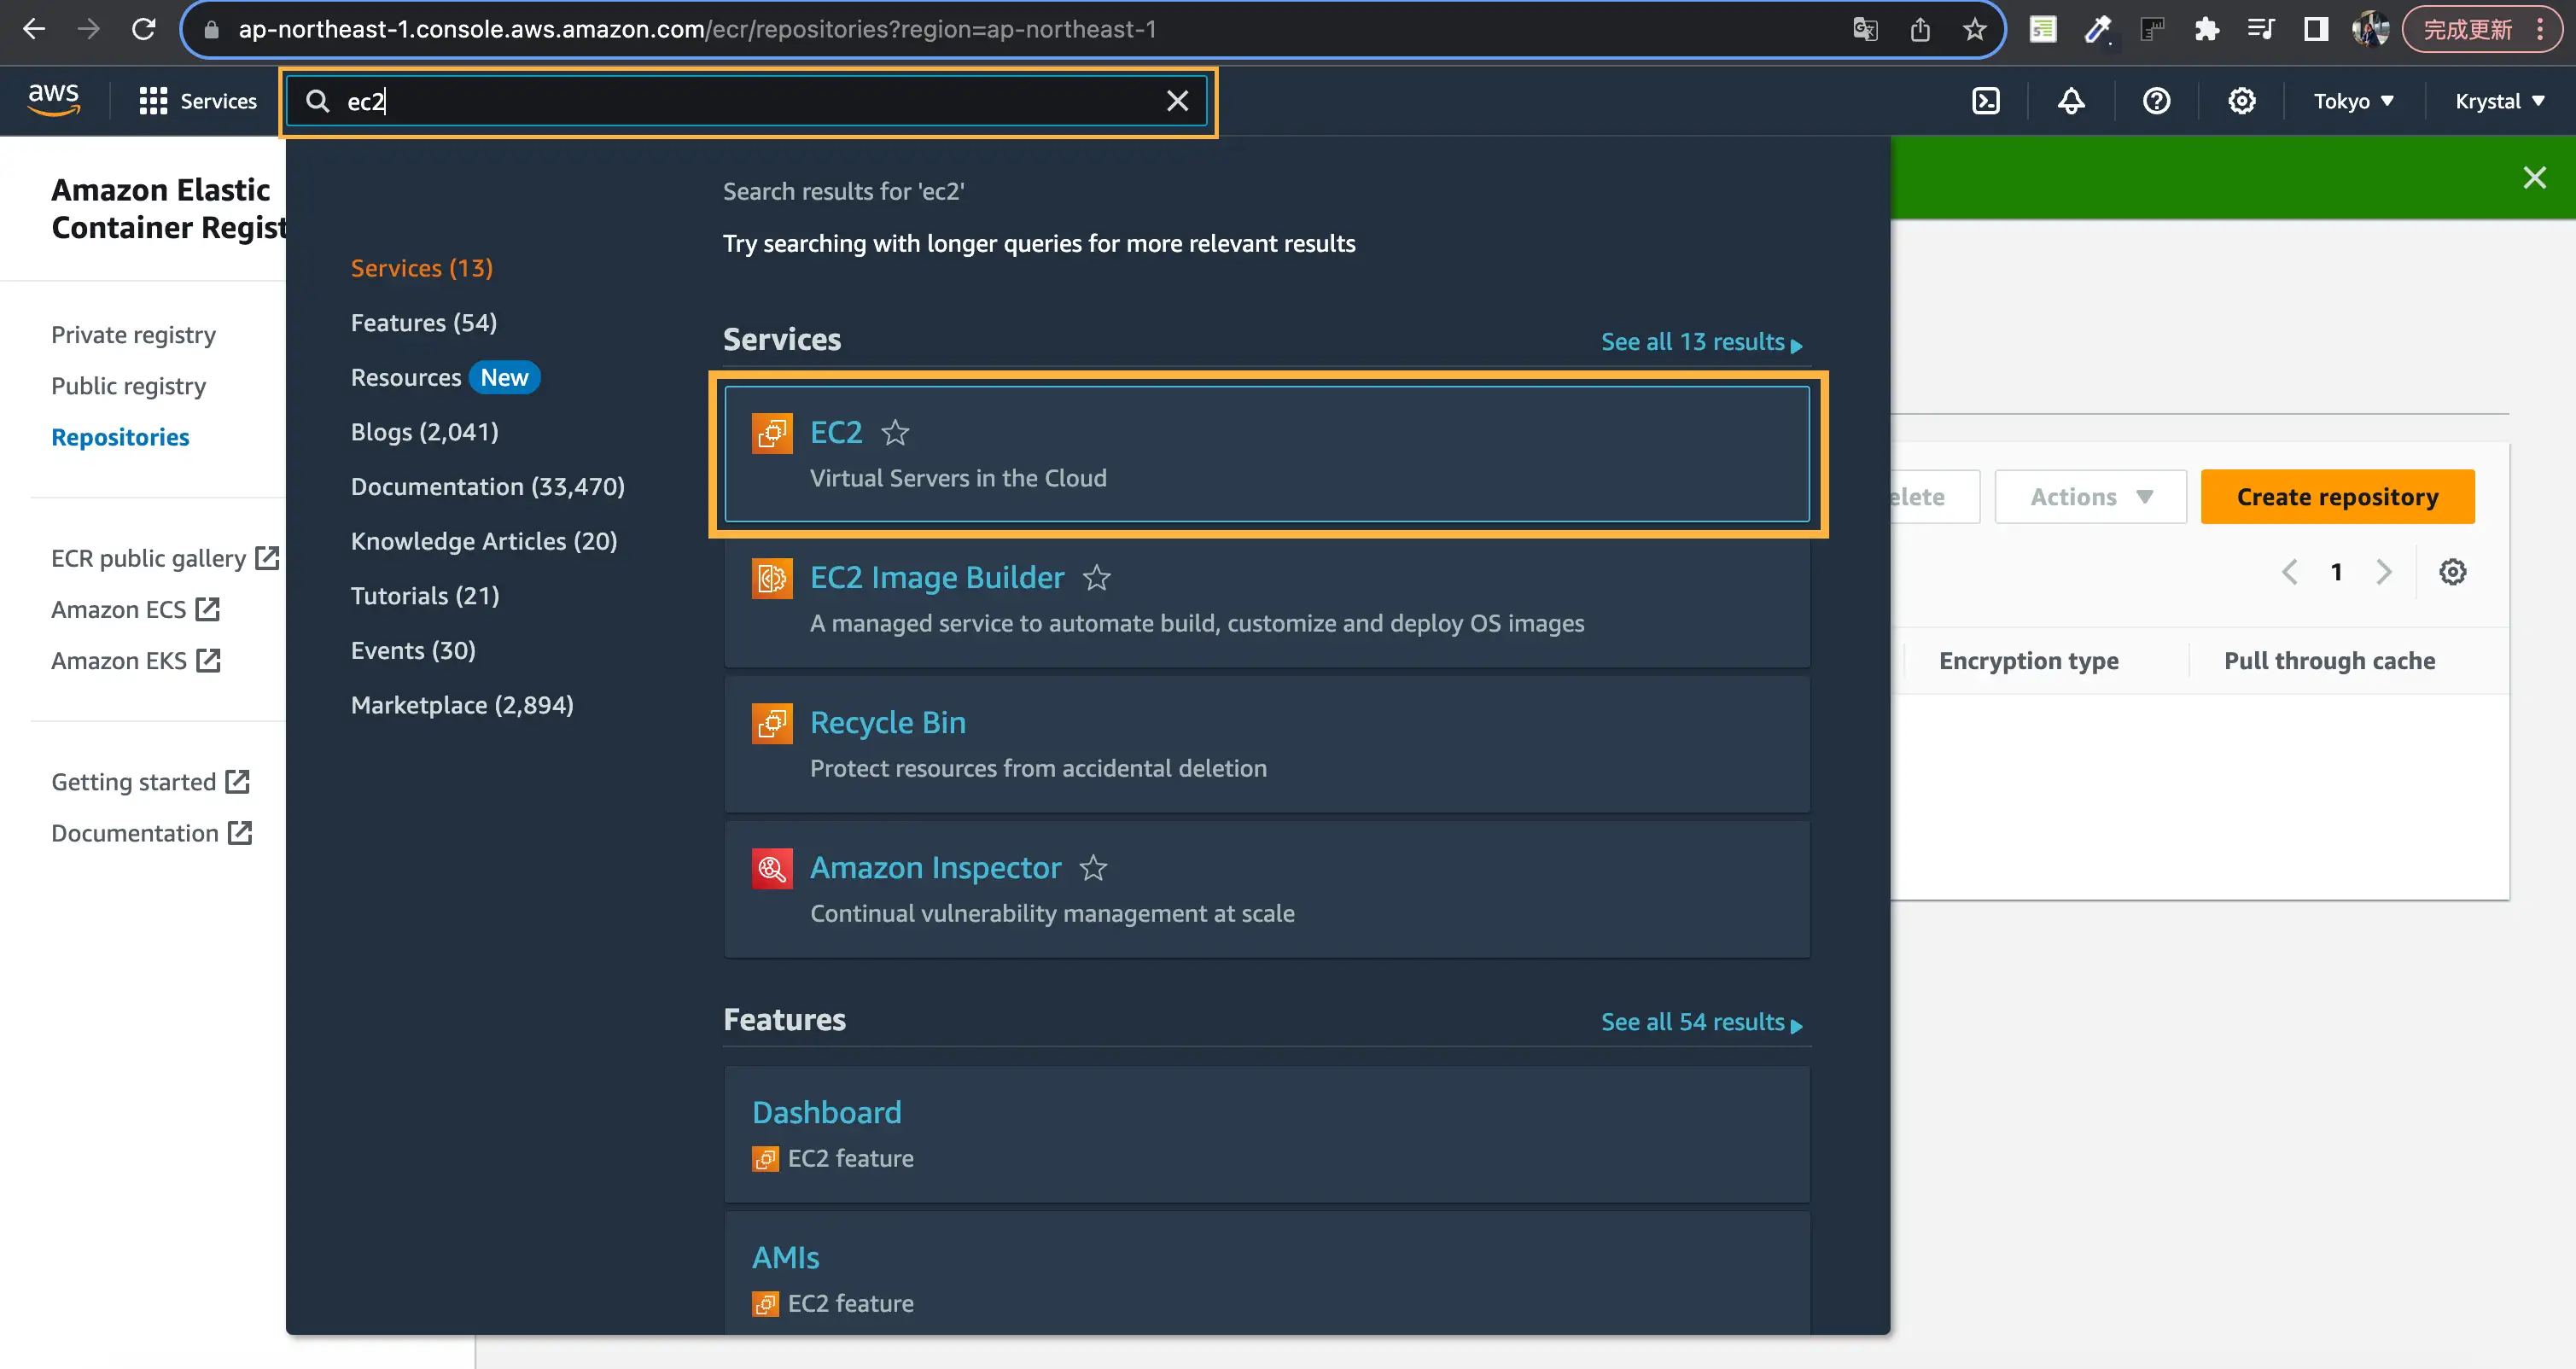 ap-northeast-1.console.aws.amazon.com/ecr/repositories?region=ap-northeast-1
完成更新
aws
Services
ec2
Tokyo
Krystal
Amazon Elastic
Container Regist
Private registry
Public registry
Repositories
ECR public gallery
Amazon ECS
Amazon EKS
Getting started
Documentation
Services (13)
Features (54)
Resources New
Blogs (2,041)
Documentation (33,470)
Knowledge Articles (20)
Tutorials (21)
Events (30)
Marketplace (2,894)
Search results for 'ec2'
Try searching with longer queries for more relevant results
Services
See all 13 results
EC2
Virtual Servers in the Cloud
EC2 Image Builder
A managed service to automate build, customize and deploy OS images
Recycle Bin
Protect resources from accidental deletion
Amazon Inspector
Continual vulnerability management at scale
Features
See all 54 results
Dashboard
EC2 feature
AMIs
EC2 feature
elete
Actions
Create repository
1
Encryption type
Pull through cache